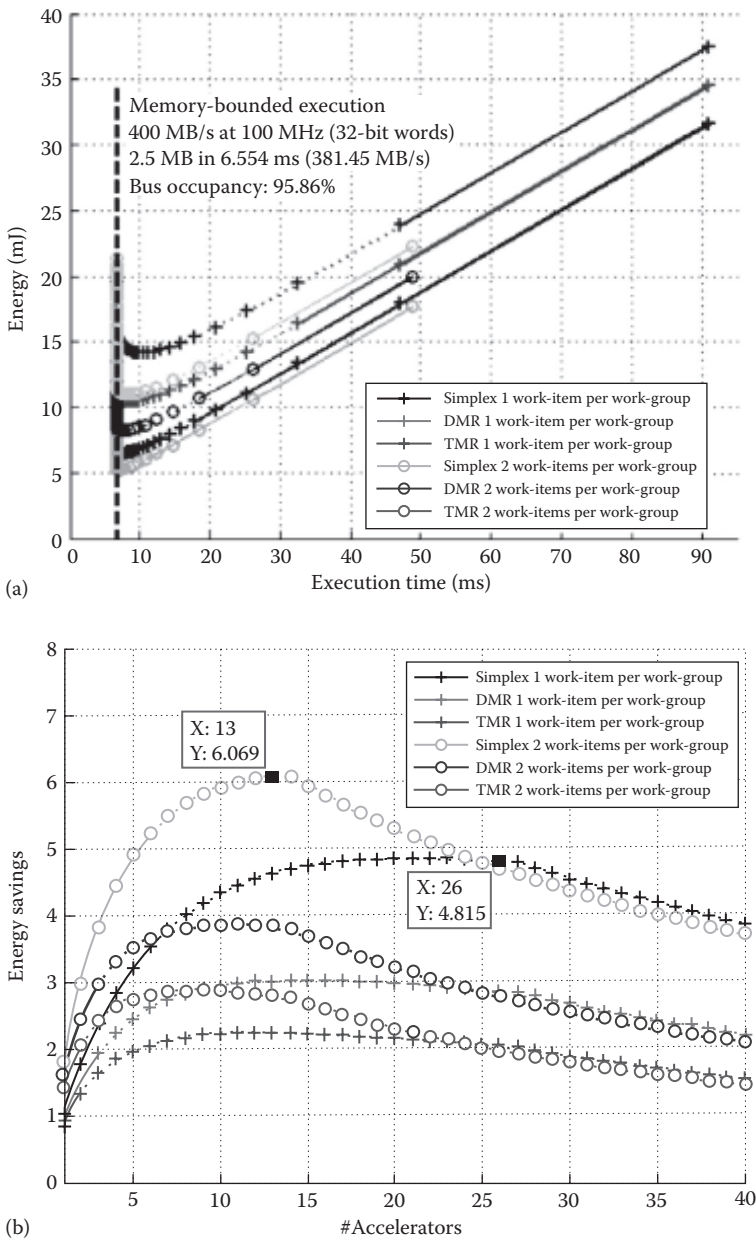 40
35
30
25
20
15
10
5
0
Energy (mJ)
Memory-bounded execution
400 MB/s at 100 MHz (32-bit words)
2.5 MB in 6.554 ms (381.45 MB/s)
Bus occupancy: 95.86%
Simplex 1 work-item per work-group
DMR 1 work-item per work-group
TMR 1 work-item per work-group
Simplex 2 work-items per work-group
DMR 2 work-items per work-group
TMR 2 work-items per work-group
0 10 20 30 40 50 60 70 80 90
Execution time (ms)
(a)
8
7
6
5
4
3
2
1
0
Energy savings
Simplex 1 work-item per work-group
DMR 1 work-item per work-group
TMR 1 work-item per work-group
Simplex 2 work-items per work-group
DMR 2 work-items per work-group
TMR 2 work-items per work-group
X: 13
Y: 6.069
X: 26
Y: 4.815
5 10 15 20 25 30 35 40
#Accelerators
(b)